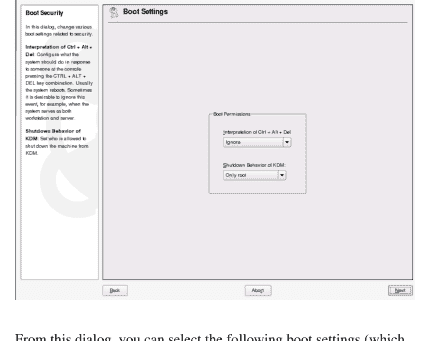 Boot Security
In this dialog, change various
boot settings related to security.
Interpretation of Ctrl + Alt +
Del: Configure what the
system should do in response
to someone at the console
pressing the CTRL + ALT +
DEL key combination. Usually
the system reboots. Sometimes
it is desirable to ignore this
event, for example, when the
system serves as both
workstation and server.
Shutdown Behavior of
KDM: Set who is allowed to
shut down the machine from
KDM.
Boot Settings
Boot Permissions
Interpretation of Ctrl + Alt + Del
Ignore
Shutdown Behavior of KDM:
Only root
Back
Abort
Next
From this dialog, you can select the following boot settings (which